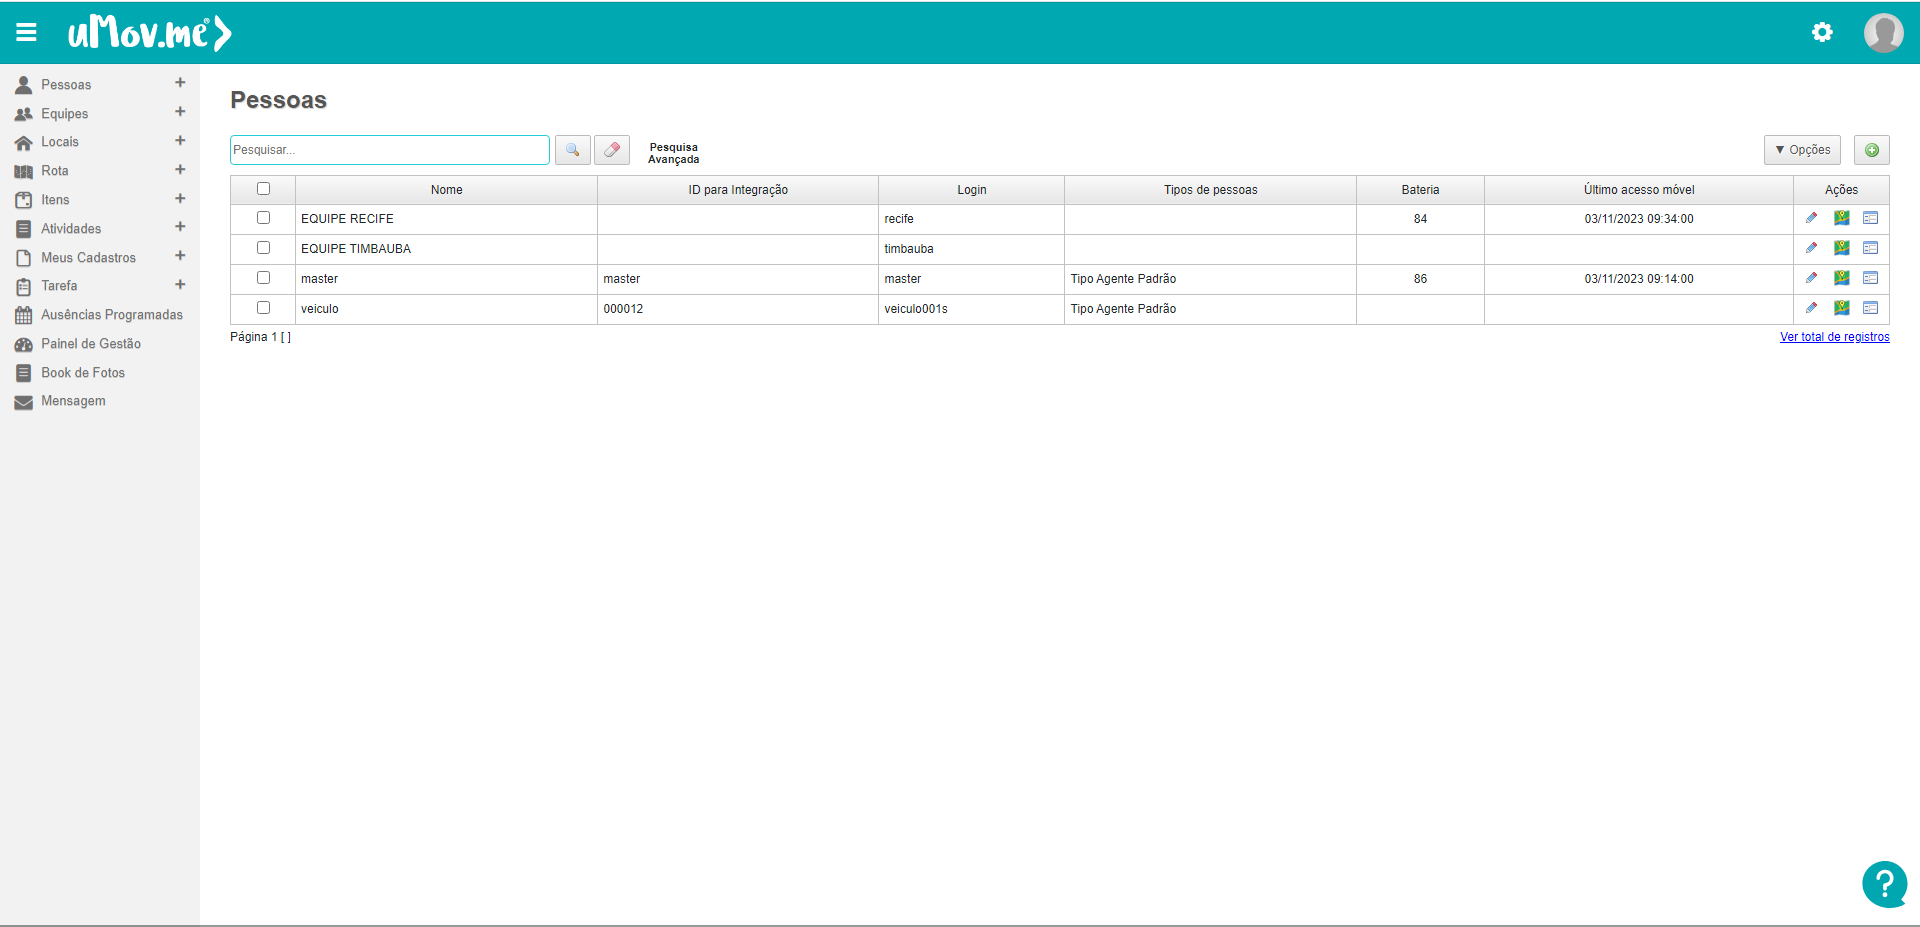 uMov.me®
Pessoas +
Equipes +
Locais +
Rota +
Itens +
Atividades +
Meus Cadastros +
Tarefa +
Ausências Programadas
Painel de Gestão
Book de Fotos
Mensagem
Pessoas
Pesquisar...
Pesquisa
Avançada
▼ Opções
Nome ID para Integração Login Tipos de pessoas Bateria Último acesso móvel Ações
EQUIPE RECIFE recife 84 03/11/2023 09:34:00
EQUIPE TIMBAUBA timbauba
master master master Tipo Agente Padrão 86 03/11/2023 09:14:00
veiculo 000012 veiculo001s Tipo Agente Padrão
Página 1 [ ] Ver total de registros
?